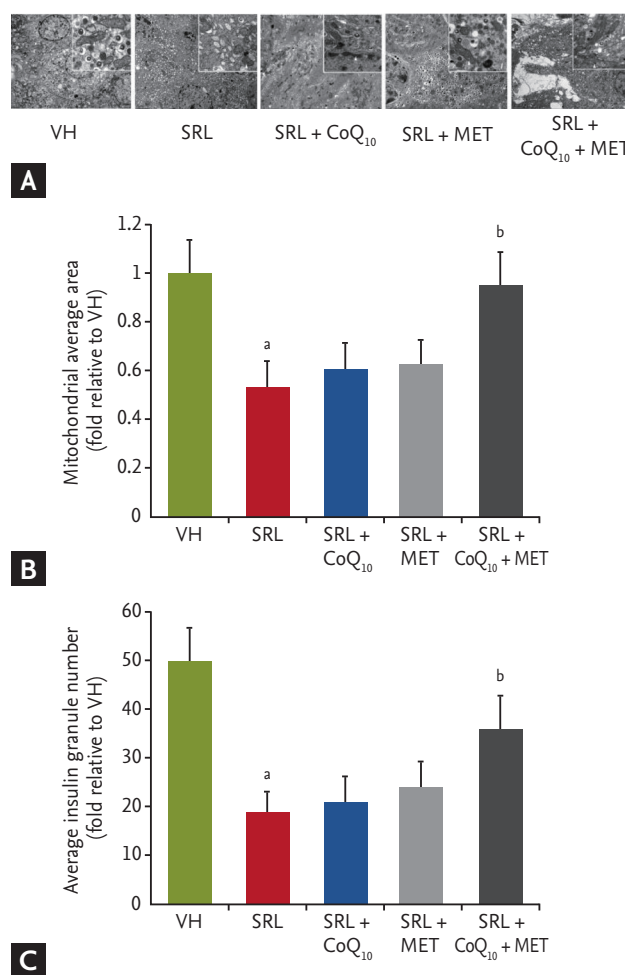 VH
SRL
SRL + CoQ₁₀
SRL + MET
SRL +
CoQ₁₀ + MET
A
Mitochondrial average area
(fold relative to VH)
1.2
1
0.8
0.6
0.4
0.2
0
a
b
VH
SRL
SRL +
CoQ₁₀
SRL +
MET
SRL +
CoQ₁₀ + MET
B
Average insulin granule number
(fold relative to VH)
60
50
40
30
20
10
0
a
b
VH
SRL
SRL +
CoQ₁₀
SRL +
MET
SRL +
CoQ₁₀ + MET
C